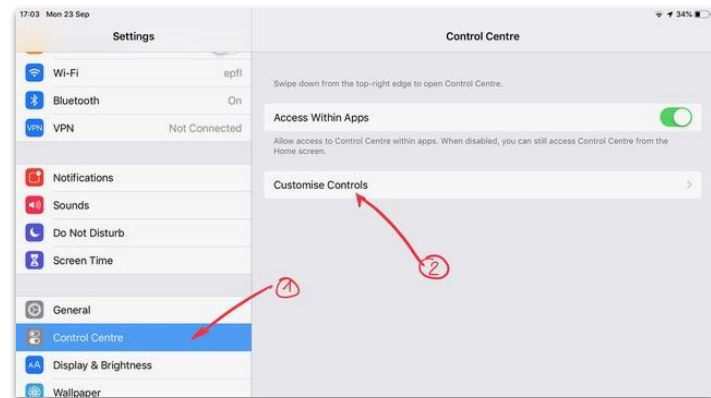 17:03 Mon 23 Sep
34%
Settings
Control Centre
Wi-Fi
epfl
Bluetooth
On
VPN
VPN
Not Connected
Notifications
Sounds
Do Not Disturb
Screen Time
General
Control Centre
AA
Display & Brightness
Wallpaper
Swipe down from the top-right edge to open Control Centre.
Access Within Apps
Allow access to Control Centre within apps. When disabled, you can still access Control Centre from the
Home screen.
Customise Controls
1
2